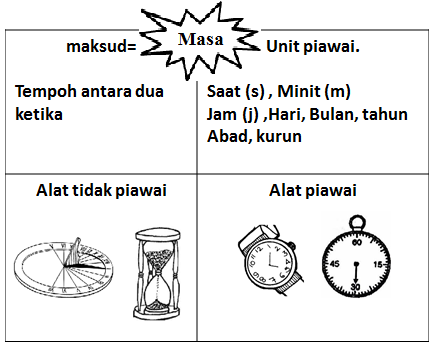 maksud= Masa Unit piawai.
Tempoh antara dua
ketika
Saat (s) , Minit (m)
Jam (j) ,Hari, Bulan, tahun
Abad, kurun
Alat tidak piawai
Alat piawai
60
45
15
30